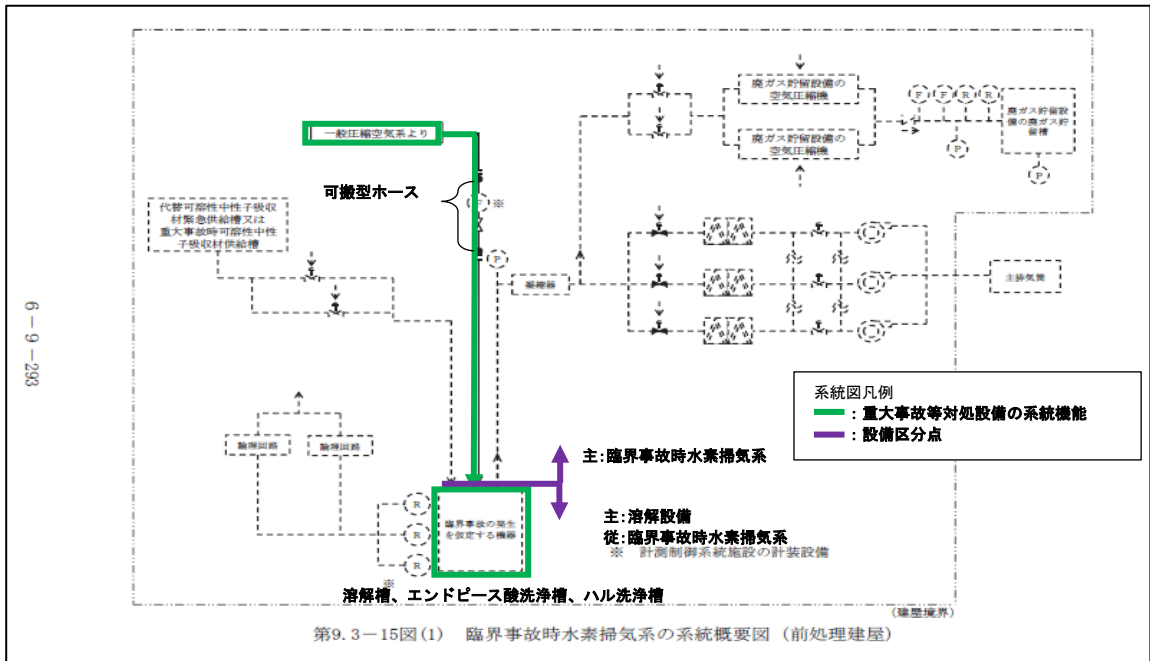 廃ガス貯留設備の
空気圧縮機
廃ガス貯留設備の
空気圧縮機
F
F
R
R
廃ガス貯留設
備の廃ガス貯
留槽
P
P
一般圧縮空気系より
可搬型ホース
F
※
P
代替可溶性中性子吸収
材緊急供給槽又は
重大事故時可溶性中性
子吸収材供給槽
凝縮器
主排気筒
6-9-293
系統図凡例
:重大事故等対処設備の系統機能
:設備区分点
論理回路
論理回路
主:臨界事故時水素掃気系
主:溶解設備
従:臨界事故時水素掃気系
※ 計測制御系統施設の計装設備
R
R
R
※
臨界事故の発生
を仮定する機器
溶解槽、エンドピース酸洗浄槽、ハル洗浄槽
(建屋境界)
第9.3-15図(1) 臨界事故時水素掃気系の系統概要図(前処理建屋)